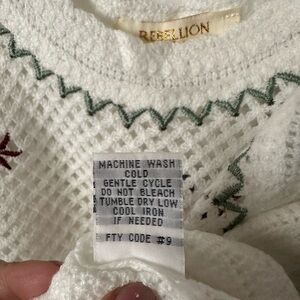 REBELLION
MACHINE WASH
COLD
GENTLE CYCLE
DO NOT BLEACH
TUMBLE DRY LOW
COOL IRON
IF NEEDED
FTY CODE #9